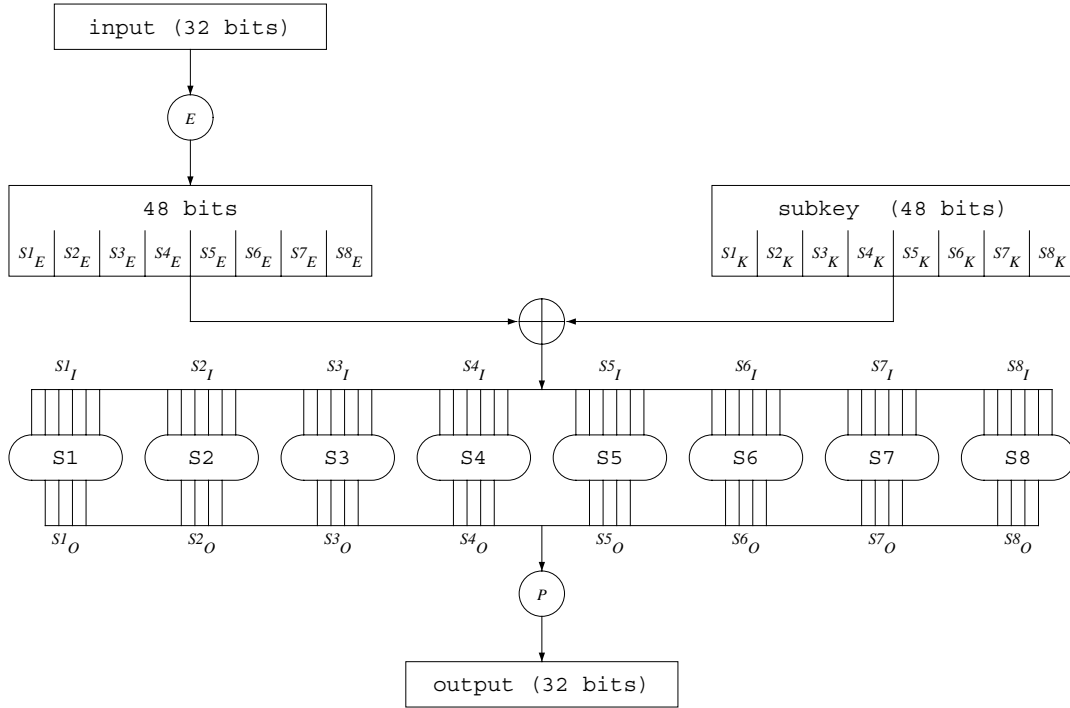 input (32 bits)
E
48 bits
subkey (48 bits)
S1E S2E S3E S4E S5E S6E S7E S8E
S1K S2K S3K S4K S5K S6K S7K S8K
S1I S2I S3I S4I S5I S6I S7I S8I
S1 S2 S3 S4 S5 S6 S7 S8
S1O S2O S3O S4O S5O S6O S7O S8O
P
output (32 bits)